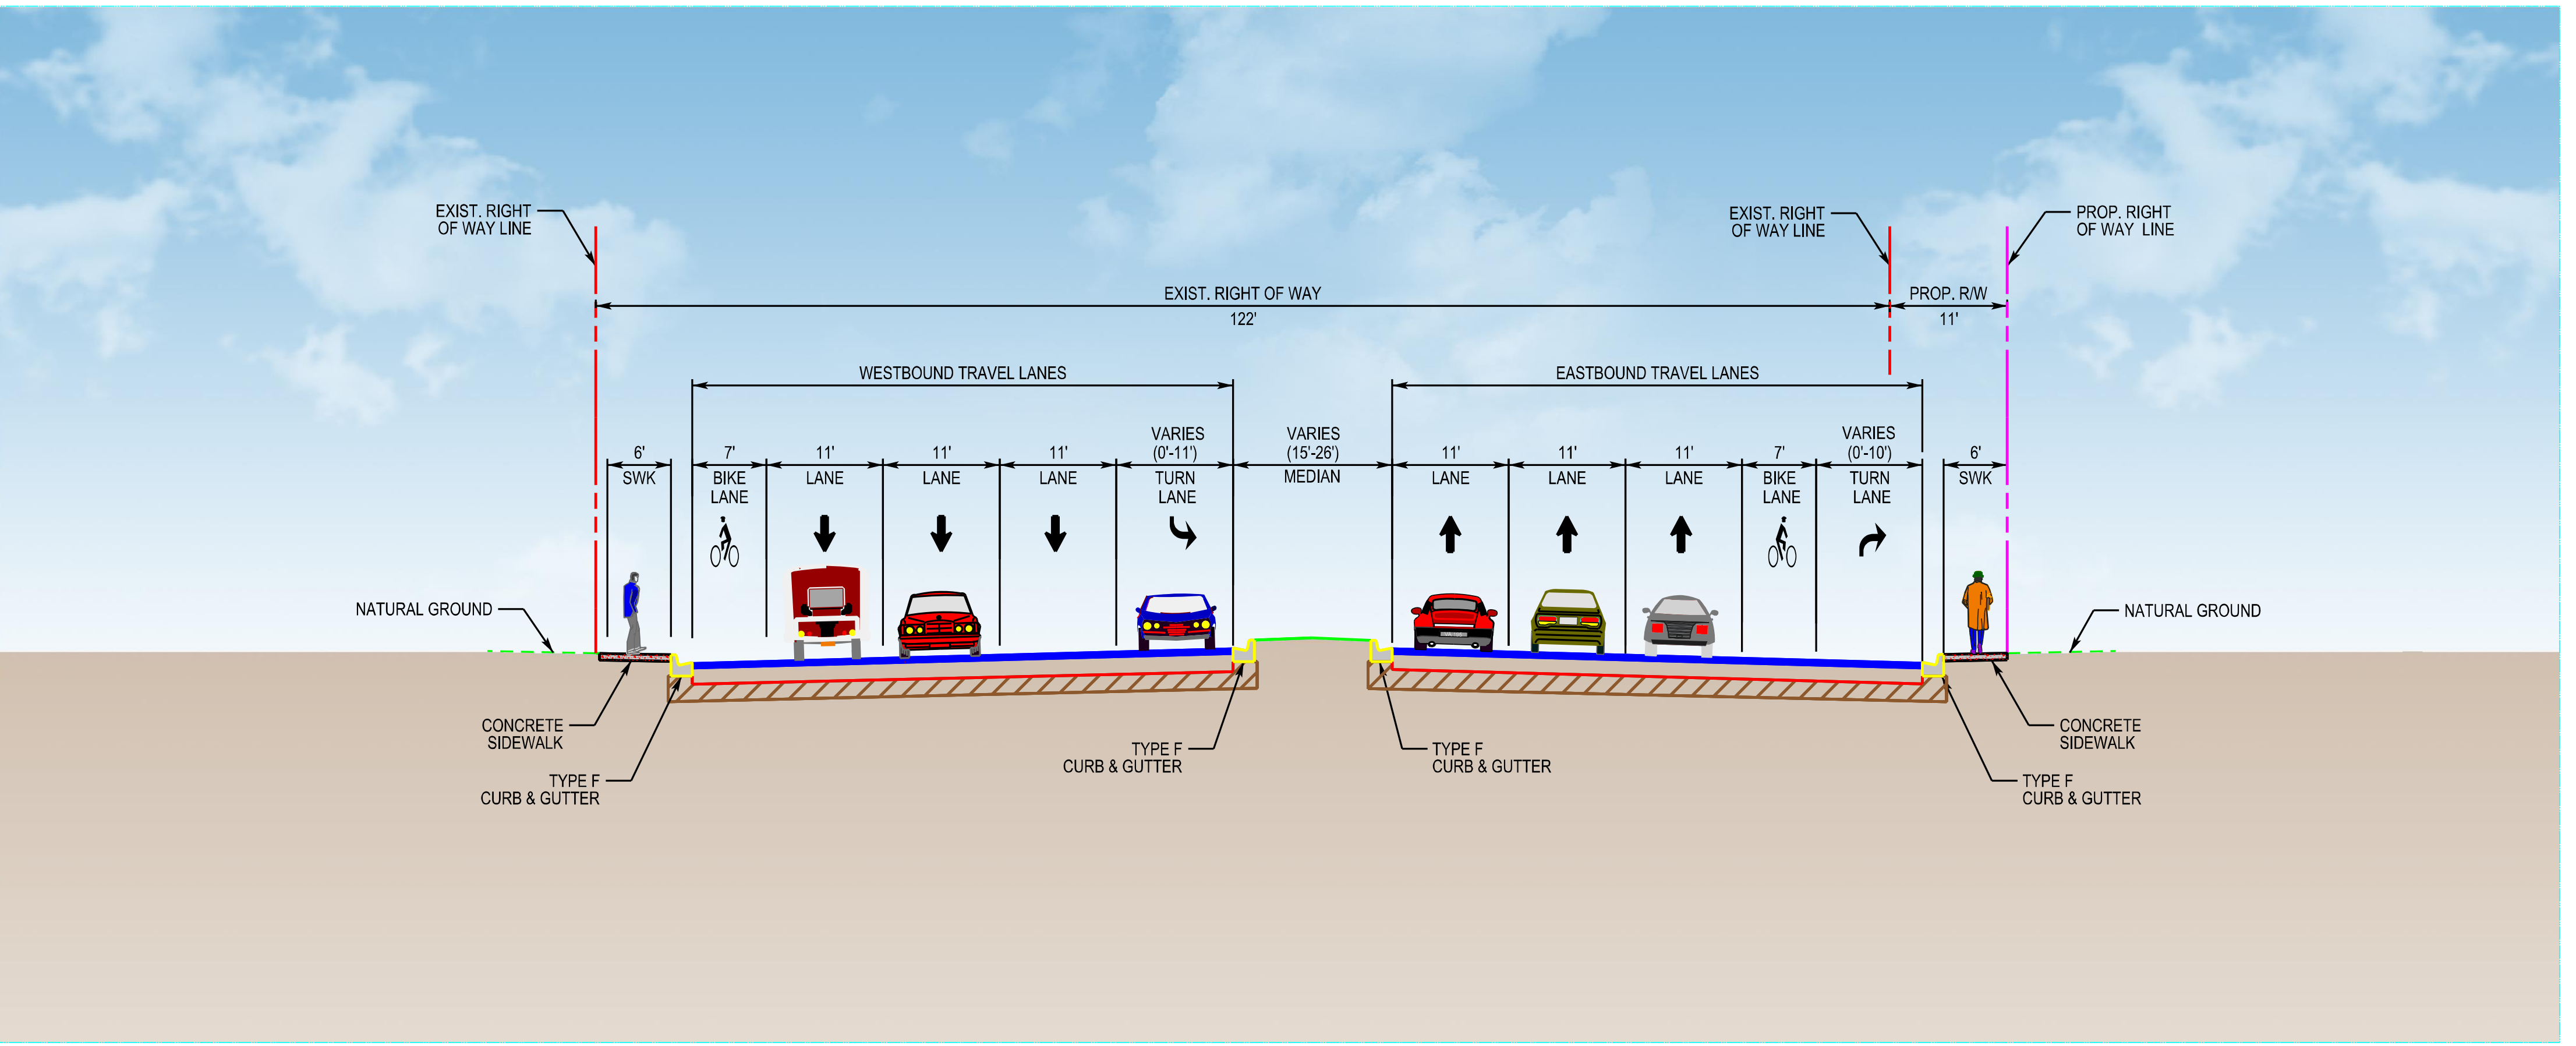 EXIST. RIGHT
OF WAY LINE
EXIST. RIGHT
OF WAY LINE
PROP. RIGHT
OF WAY LINE
EXIST. RIGHT OF WAY
122'
PROP. R/W
11'
WESTBOUND TRAVEL LANES
EASTBOUND TRAVEL LANES
6'
SWK
7'
BIKE
LANE
11'
LANE
11'
LANE
11'
LANE
VARIES
(0'-11')
TURN
LANE
VARIES
(15'-26')
MEDIAN
11'
LANE
11'
LANE
11'
LANE
7'
BIKE
LANE
VARIES
(0'-10')
TURN
LANE
6'
SWK
NATURAL GROUND
NATURAL GROUND
CONCRETE
SIDEWALK
TYPE F
CURB & GUTTER
TYPE F
CURB & GUTTER
TYPE F
CURB & GUTTER
CONCRETE
SIDEWALK
TYPE F
CURB & GUTTER